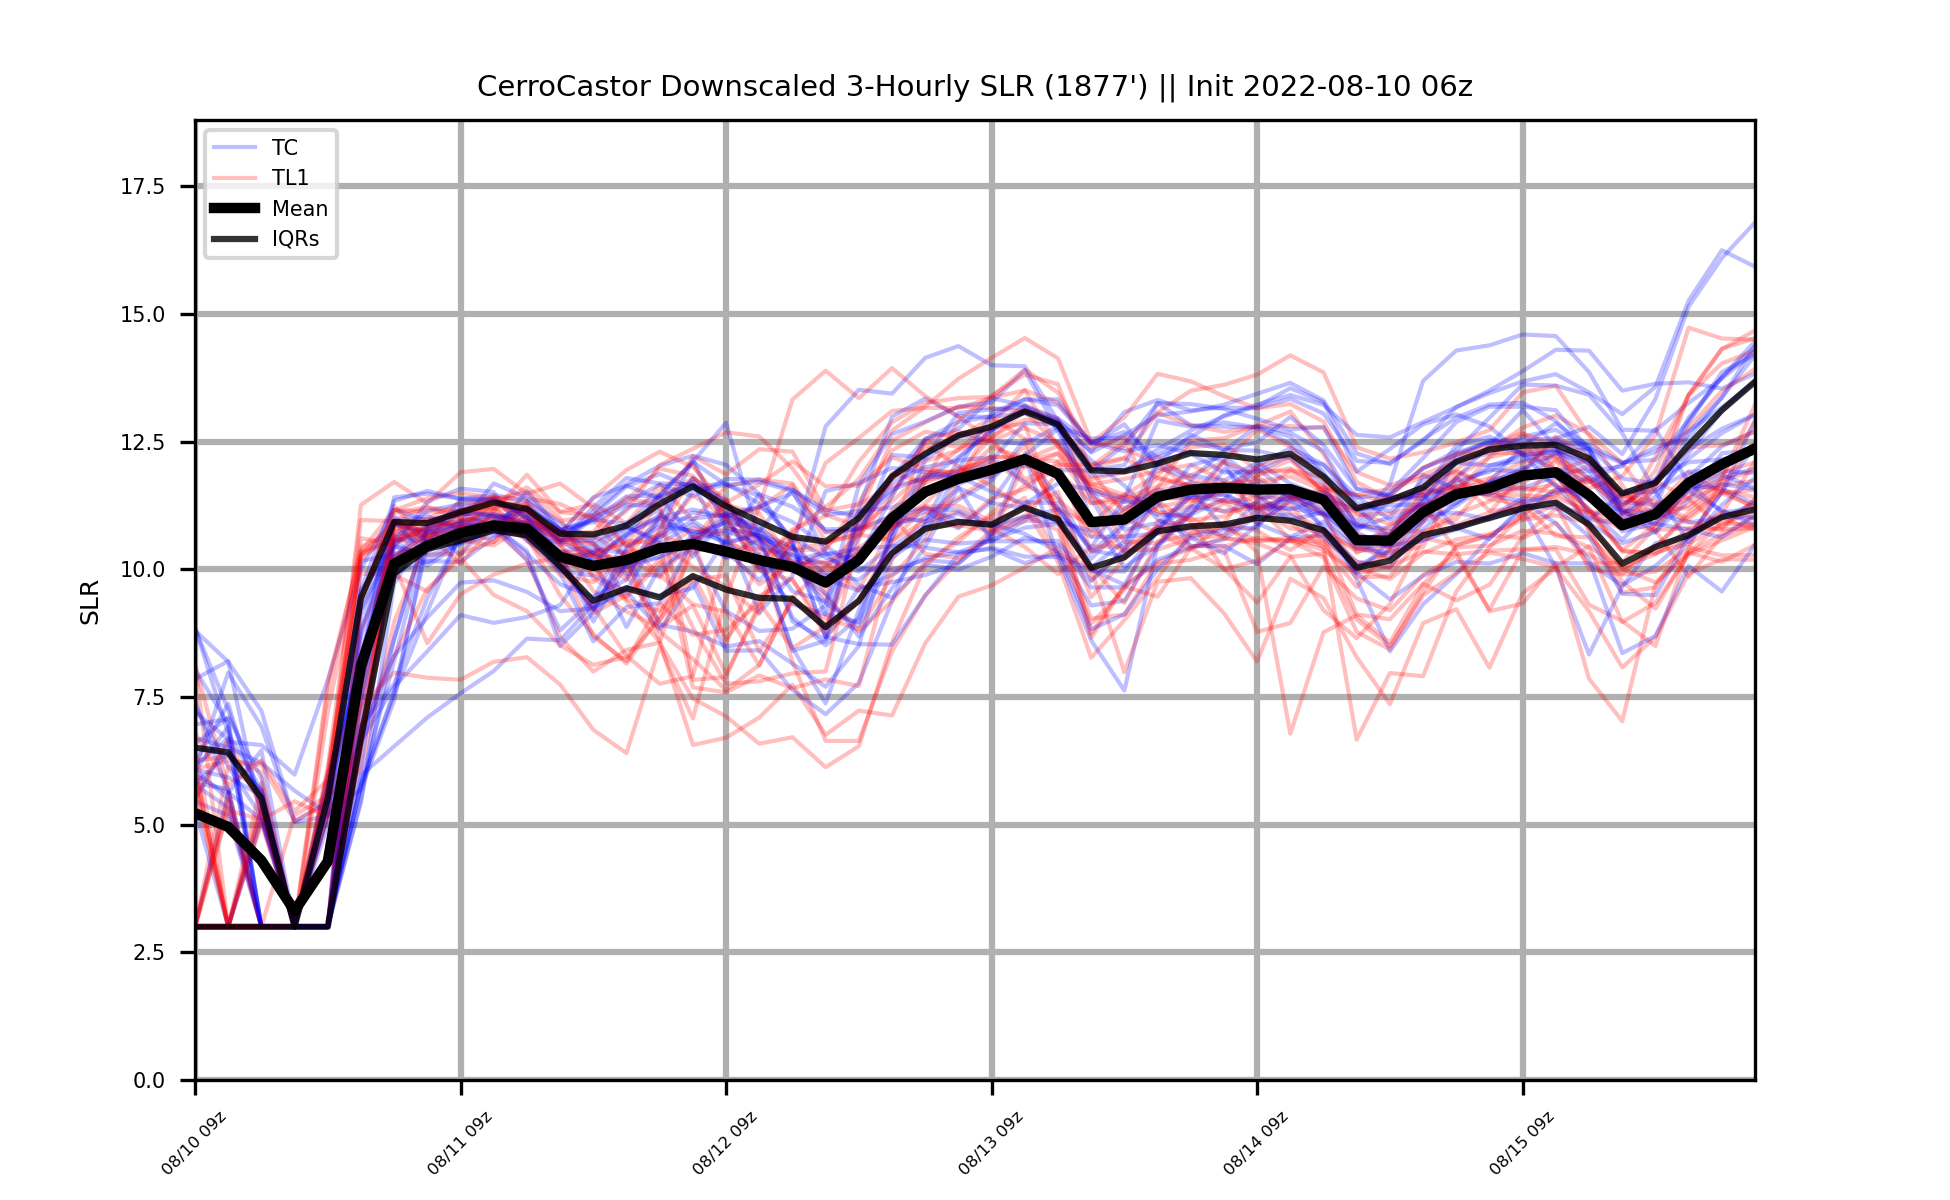 CerroCastor Downscaled 3-Hourly SLR (1877') || Init 2022-08-10 06z
TC
TL1
Mean
IQRs
17.5
15.0
12.5
10.0
7.5
5.0
2.5
0.0
SLR
08/10 09z
08/11 09z
08/12 09z
08/13 09z
08/14 09z
08/15 09z